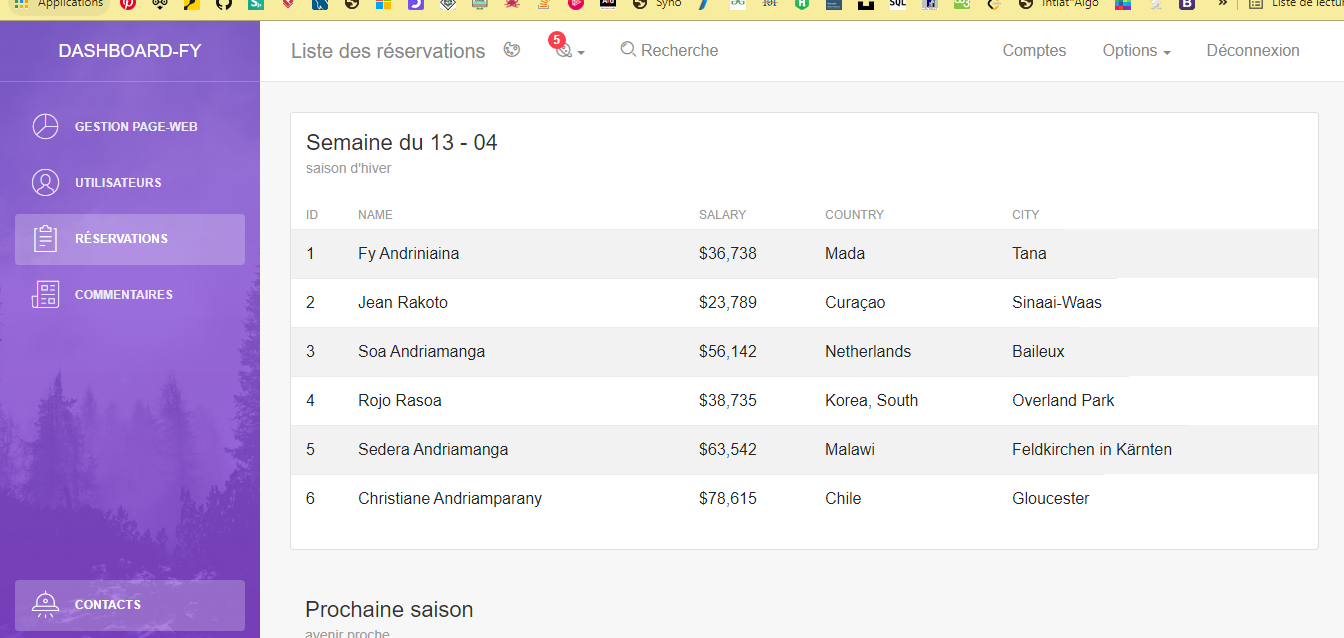 Applications
Syno
SQL
Intiat"Algo
B
»
DASHBOARD-FY
Liste des réservations
5
Recherche
Comptes
Options
Déconnexion
GESTION PAGE-WEB
UTILISATEURS
RÉSERVATIONS
COMMENTAIRES
CONTACTS
Semaine du 13 - 04
saison d'hiver
ID NAME SALARY COUNTRY CITY
1 Fy Andriniaina $36,738 Mada Tana
2 Jean Rakoto $23,789 Curaçao Sinaai-Waas
3 Soa Andriamanga $56,142 Netherlands Baileux
4 Rojo Rasoa $38,735 Korea, South Overland Park
5 Sedera Andriamanga $63,542 Malawi Feldkirchen in Kärnten
6 Christiane Andriamparany $78,615 Chile Gloucester
Prochaine saison
avenir proche